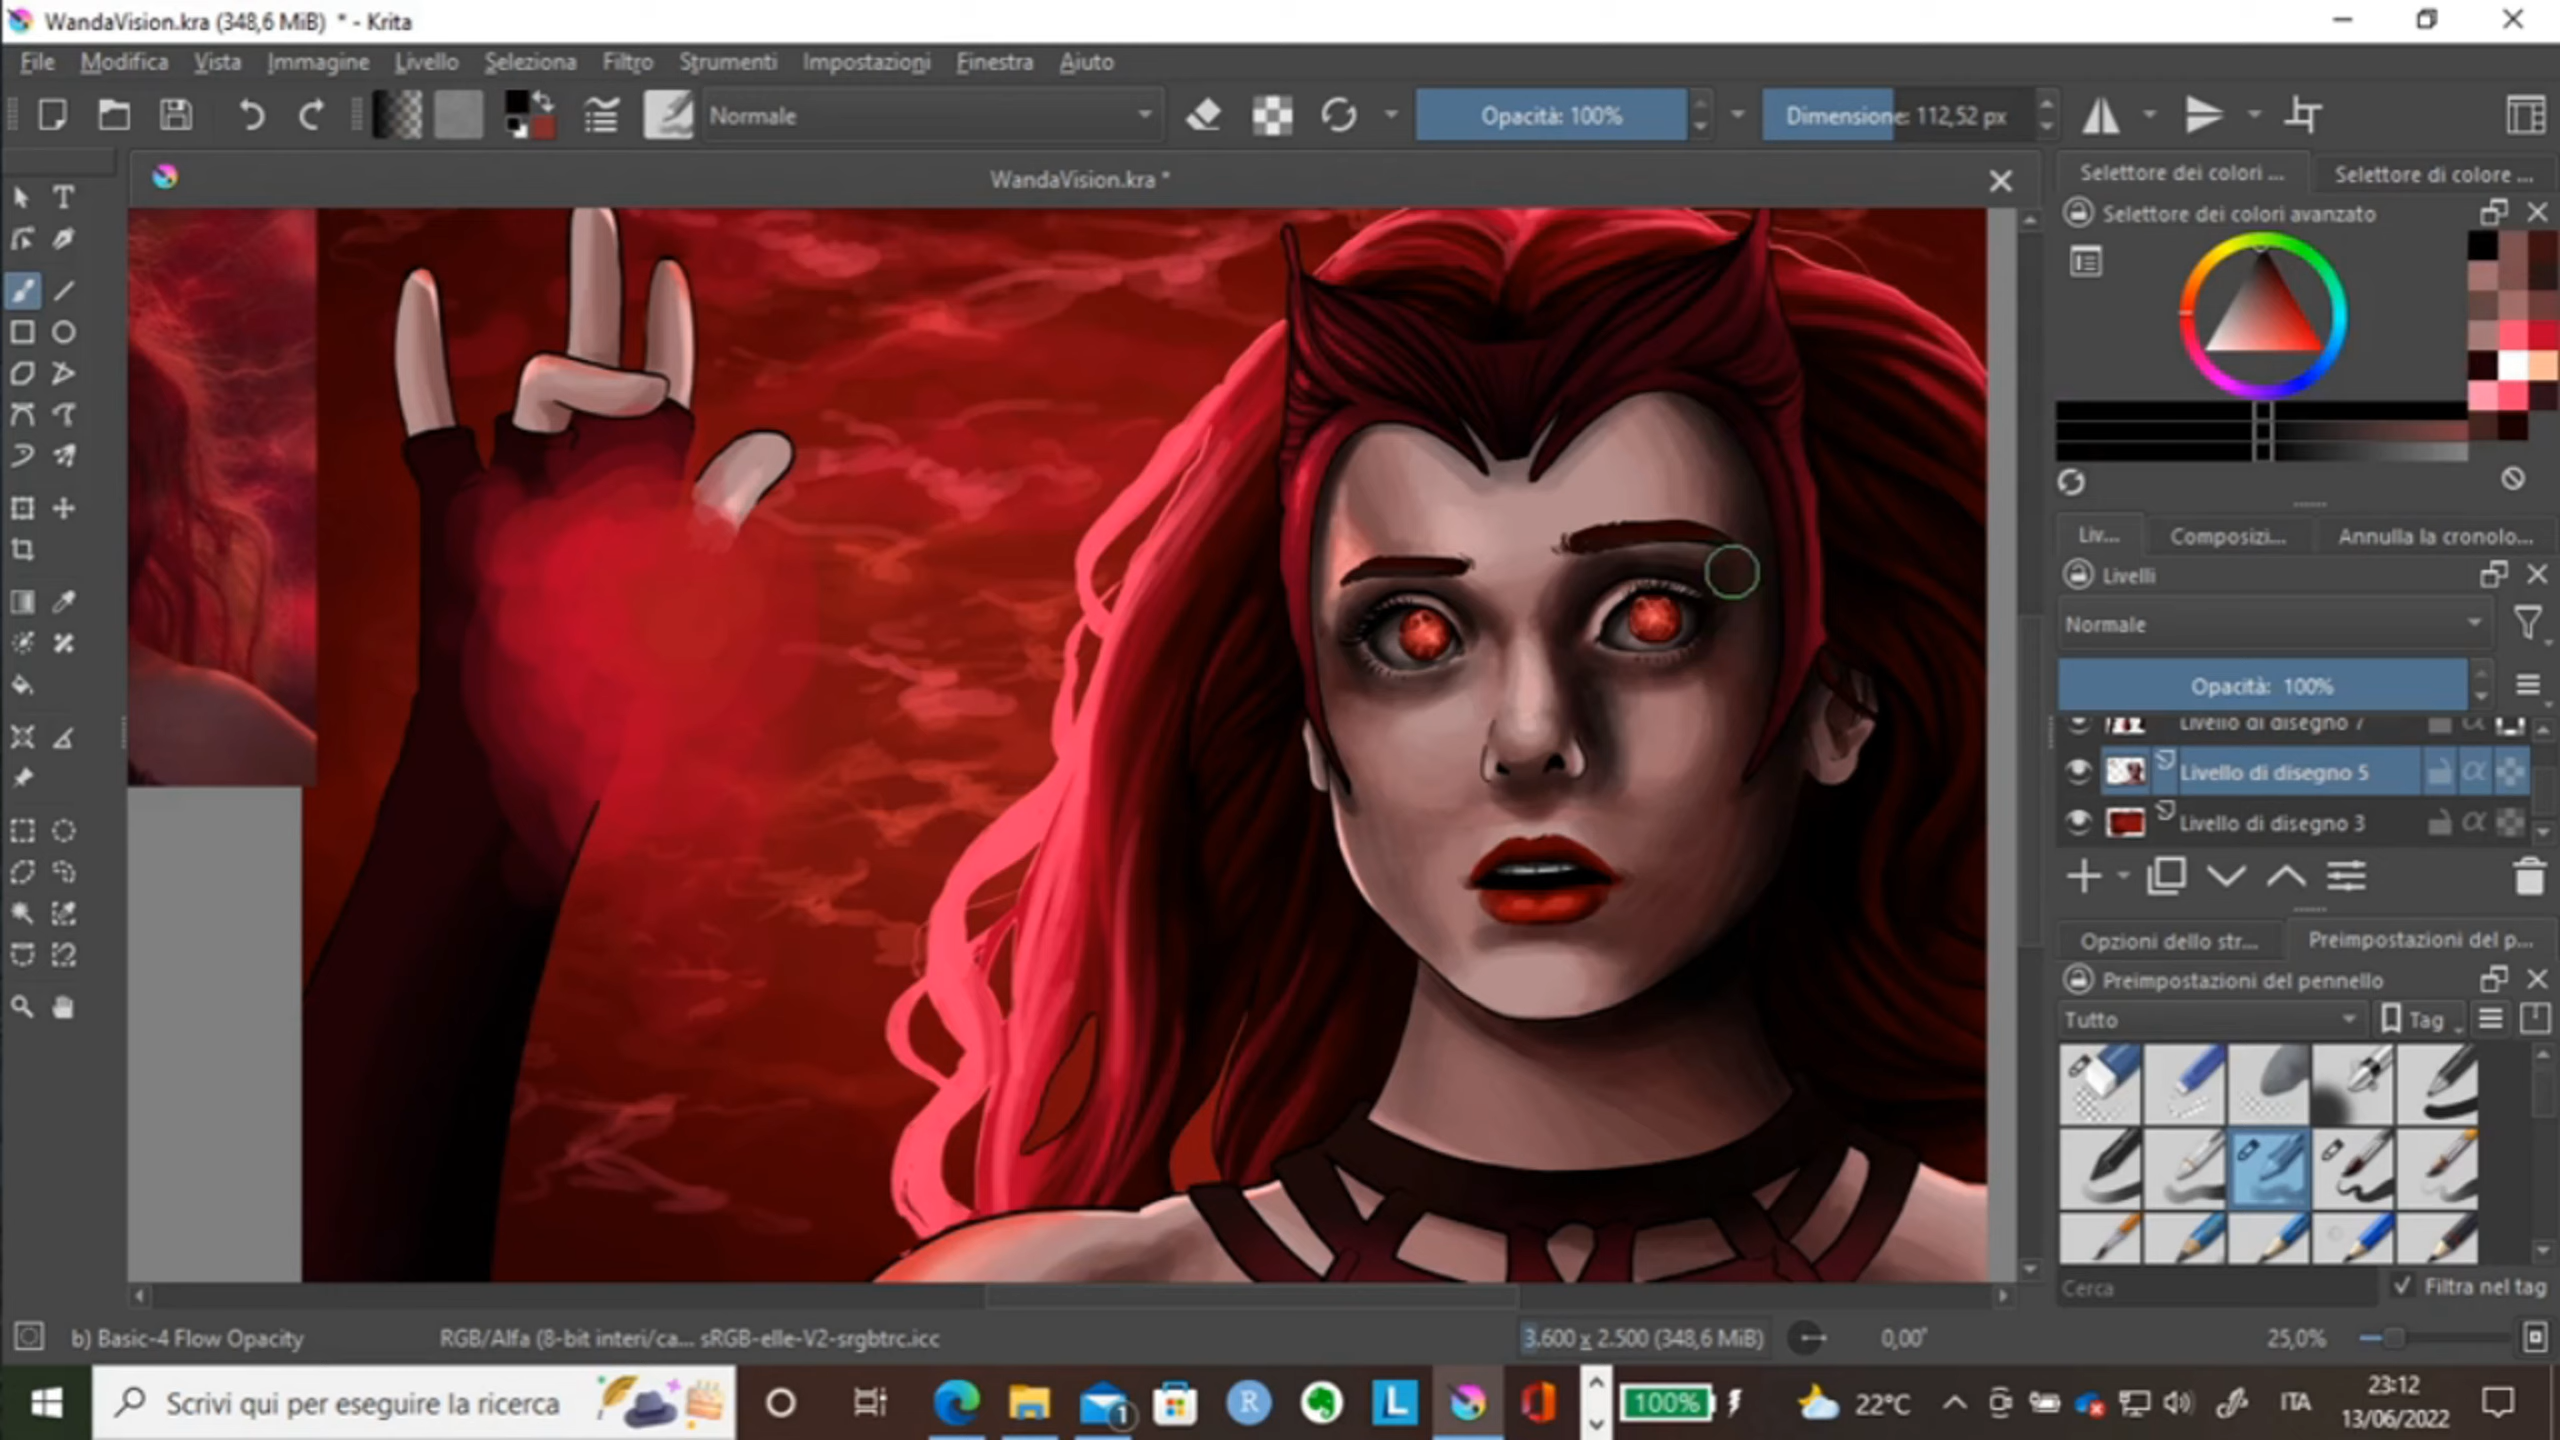 WandaVision.kra (348,6 MiB) * - Krita
File Modifica Vista Immagine Livello Seleziona Filtro Strumenti Impostazioni Finestra Aiuto
Normale
Opacità: 100%
Dimensione: 112,52 px
WandaVision.kra *
Selettore dei colori ...
Selettore di colore ...
Selettore dei colori avanzato
Liv...
Composizi...
Annulla la cronolo...
Livelli
Normale
Opacità: 100%
Livello di disegno 7
Livello di disegno 5
Livello di disegno 3
Opzioni dello str...
Preimpostazioni del p...
Preimpostazioni del pennello
Tutto
Tag
Cerca
Filtra nel tag
b) Basic-4 Flow Opacity
RGB/Alfa (8-bit interi/ca... sRGB-elle-V2-srgbtrc.icc
3.600 x 2.500 (348,6 MiB)
0,00°
25,0%
Scrivi qui per eseguire la ricerca
1
R
L
100%
22°C
ITA
23:12
13/06/2022